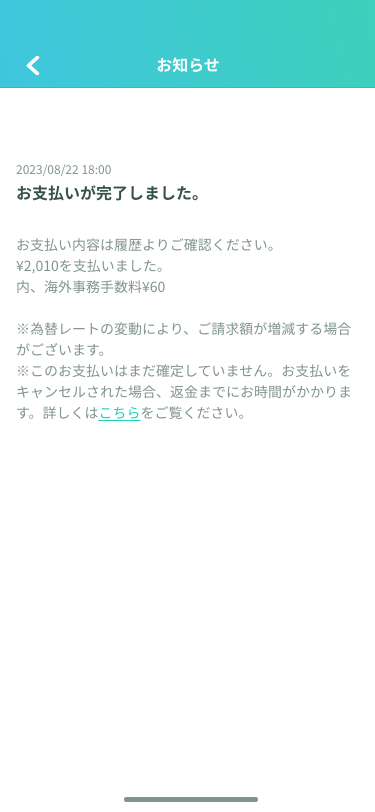 お知らせ
2023/08/22 18:00
お支払いが完了しました。
お支払い内容は履歴よりご確認ください。
¥2,010を支払いました。
内、海外事務手数料¥60
※為替レートの変動により、ご請求額が増減する場合
がございます。
※このお支払いはまだ確定していません。お支払いを
キャンセルされた場合、返金までにお時間がかかりま
す。詳しくはこちらをご覧ください。